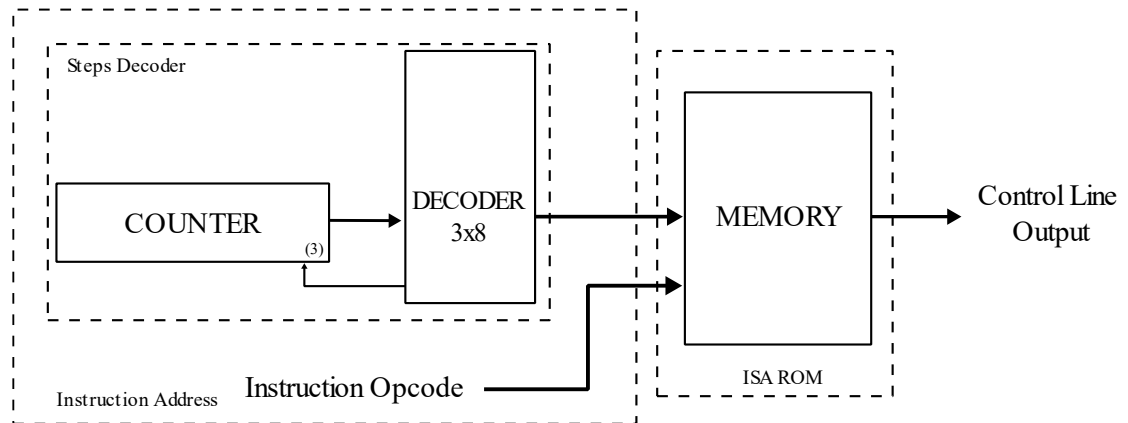 Steps Decoder
COUNTER
(3)
DECODER
3x8
MEMORY
Control Line
Output
Instruction Opcode
Instruction Address
ISA ROM